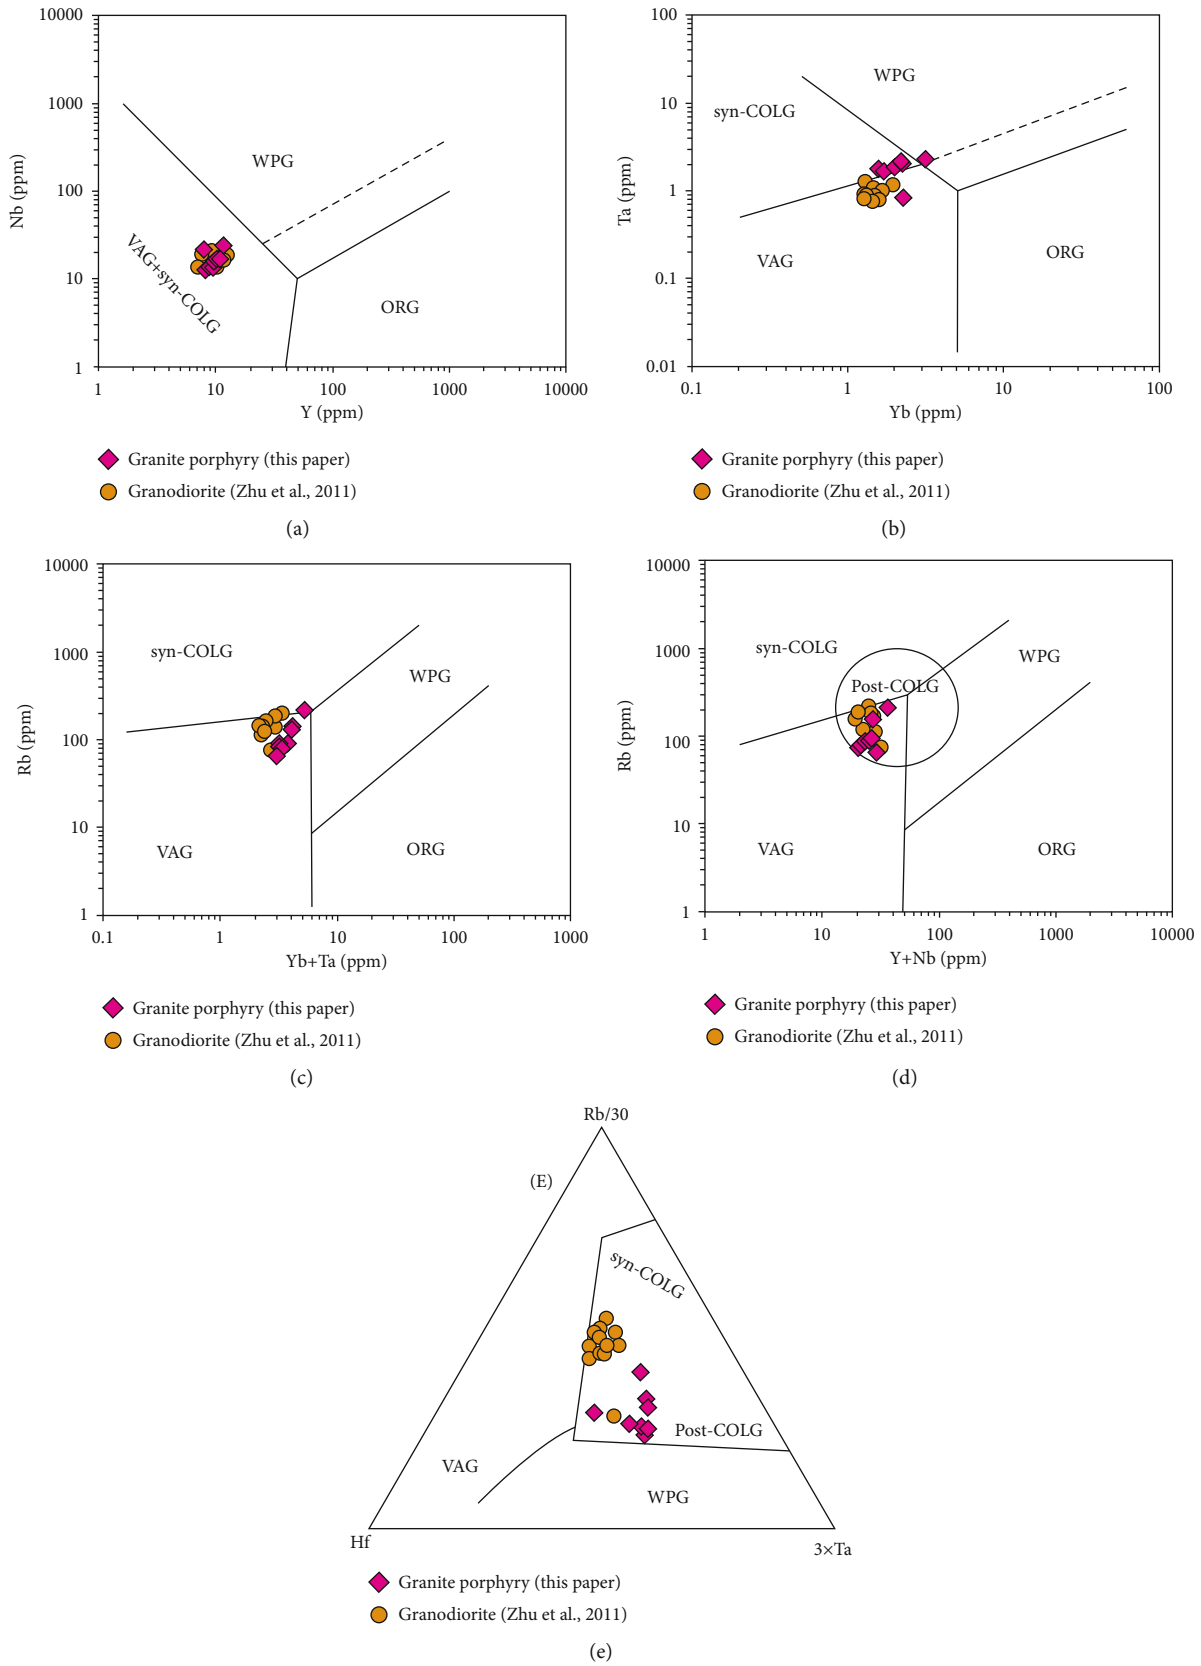 10000
1000
100
10
1
Nb (ppm)
WPG
VAG+syn-COLG
ORG
1
10
100
1000
10000
Y (ppm)
Granite porphyry (this paper)
Granodiorite (Zhu et al., 2011)
(a)
100
10
1
0.1
0.01
Ta (ppm)
WPG
syn-COLG
VAG
ORG
0.1
1
10
100
Yb (ppm)
Granite porphyry (this paper)
Granodiorite (Zhu et al., 2011)
(b)
10000
1000
100
10
1
Rb (ppm)
syn-COLG
WPG
VAG
ORG
0.1
1
10
100
1000
Yb+Ta (ppm)
Granite porphyry (this paper)
Granodiorite (Zhu et al., 2011)
(c)
10000
1000
100
10
1
Rb (ppm)
syn-COLG
WPG
Post-COLG
VAG
ORG
1
10
100
1000
10000
Y+Nb (ppm)
Granite porphyry (this paper)
Granodiorite (Zhu et al., 2011)
(d)
Rb/30
(E)
syn-COLG
Post-COLG
VAG
WPG
Hf
3×Ta
Granite porphyry (this paper)
Granodiorite (Zhu et al., 2011)
(e)